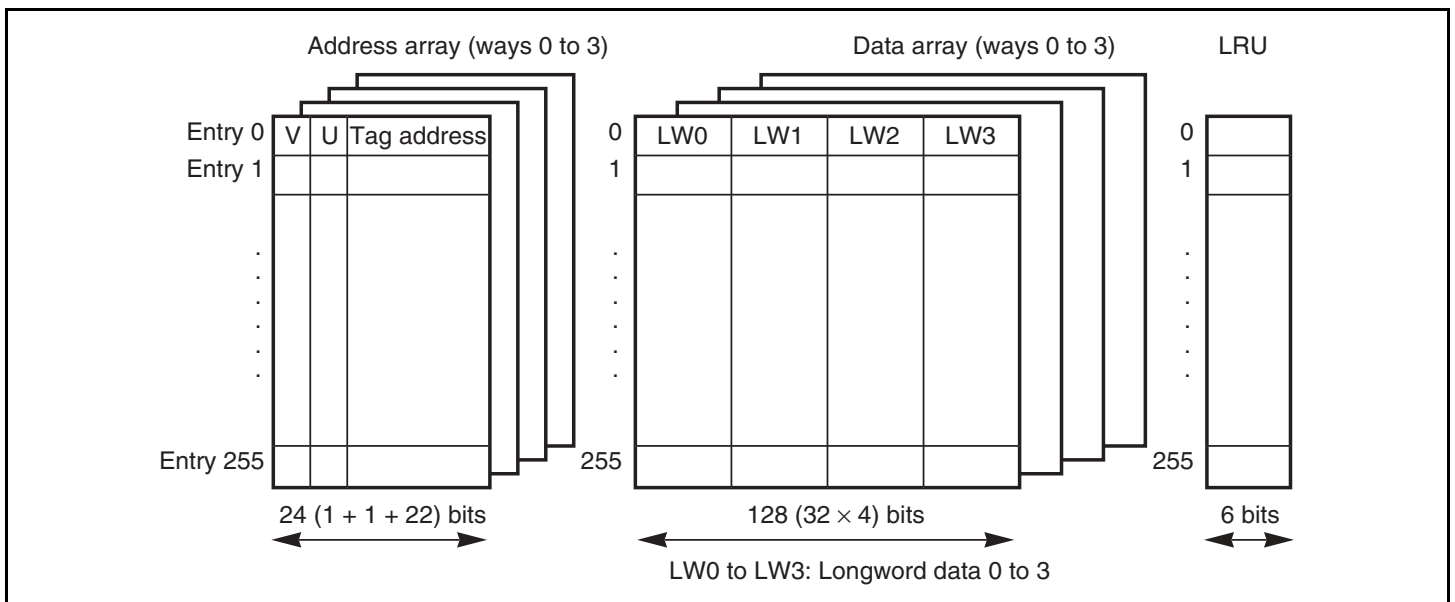 Address array (ways 0 to 3) Data array (ways 0 to 3) LRU
Entry 0 V U Tag address 0 LW0 LW1 LW2 LW3 0
Entry 1 1 1
. . .
. . .
. . .
. . .
. . .
. . .
Entry 255 255 255
24 (1 + 1 + 22) bits 128 (32 × 4) bits 6 bits
LW0 to LW3: Longword data 0 to 3